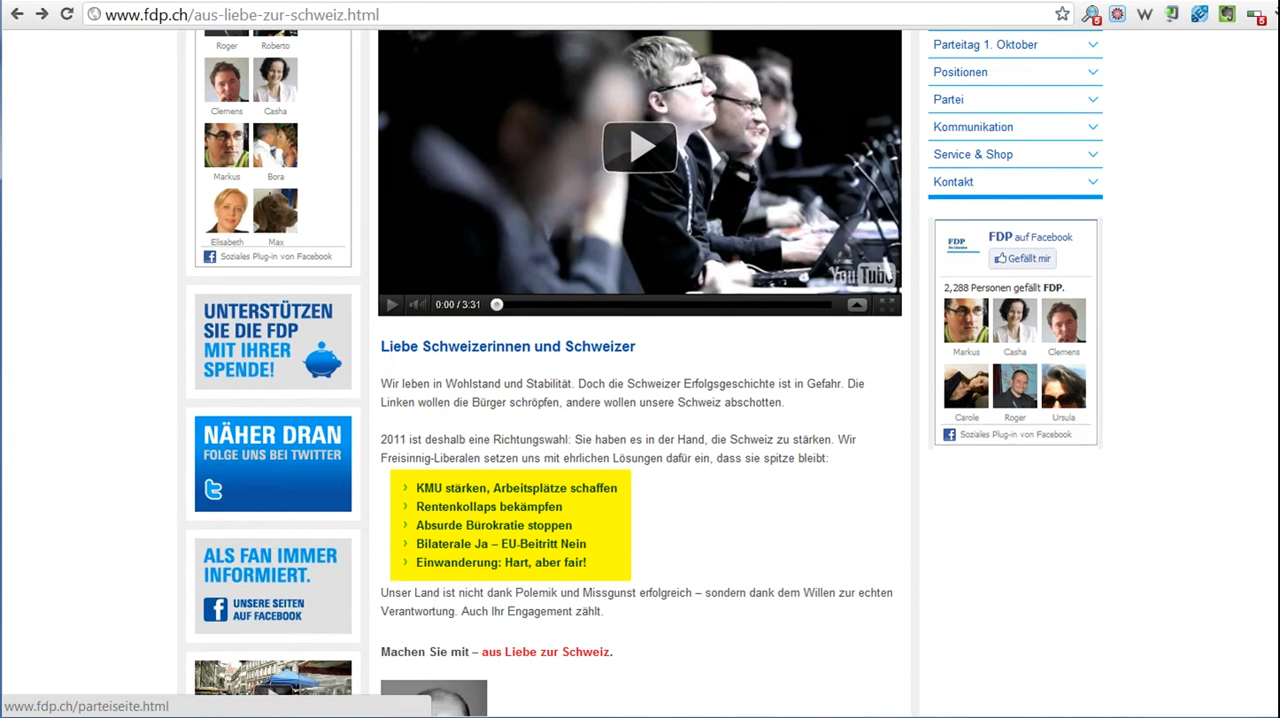 www.fdp.ch/aus-liebe-zur-schweiz.html
5
W
5
Roger Roberto
Clemens Casha
Markus Bora
Elisabeth Max
Soziales Plug-in von Facebook
UNTERSTÜTZEN
SIE DIE FDP
MIT IHRER
SPENDE!
NÄHER DRAN
FOLGE UNS BEI TWITTER
t
ALS FAN IMMER
INFORMIERT.
f UNSERE SEITEN
AUF FACEBOOK
www.fdp.ch/parteiseite.html
You Tube
0:00 / 3:31
Liebe Schweizerinnen und Schweizer
Wir leben in Wohlstand und Stabilität. Doch die Schweizer Erfolgsgeschichte ist in Gefahr. Die
Linken wollen die Bürger schröpfen, andere wollen unsere Schweiz abschotten.
2011 ist deshalb eine Richtungswahl: Sie haben es in der Hand, die Schweiz zu stärken. Wir
Freisinnig-Liberalen setzen uns mit ehrlichen Lösungen dafür ein, dass sie spitze bleibt:
› KMU stärken, Arbeitsplätze schaffen
› Rentenkollaps bekämpfen
› Absurde Bürokratie stoppen
› Bilaterale Ja – EU-Beitritt Nein
› Einwanderung: Hart, aber fair!
Unser Land ist nicht dank Polemik und Missgunst erfolgreich – sondern dank dem Willen zur echten
Verantwortung. Auch Ihr Engagement zählt.
Machen Sie mit – aus Liebe zur Schweiz.
Parteitag 1. Oktober
Positionen
Partei
Kommunikation
Service & Shop
Kontakt
FDP
FDP auf Facebook
Gefällt mir
2,288 Personen gefällt FDP.
Markus Casha Clemens
Carole Roger Ursula
Soziales Plug-in von Facebook